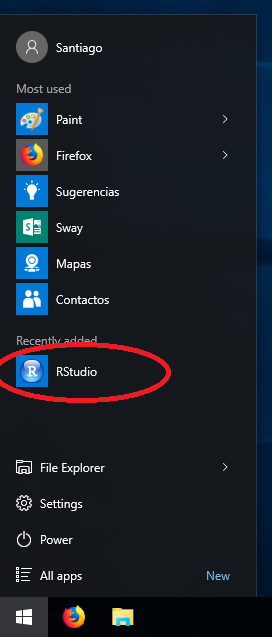 Santiago
Most used
Paint
Firefox
Sugerencias
Sway
Mapas
Contactos
Recently added
R RStudio
File Explorer
Settings
Power
All apps New